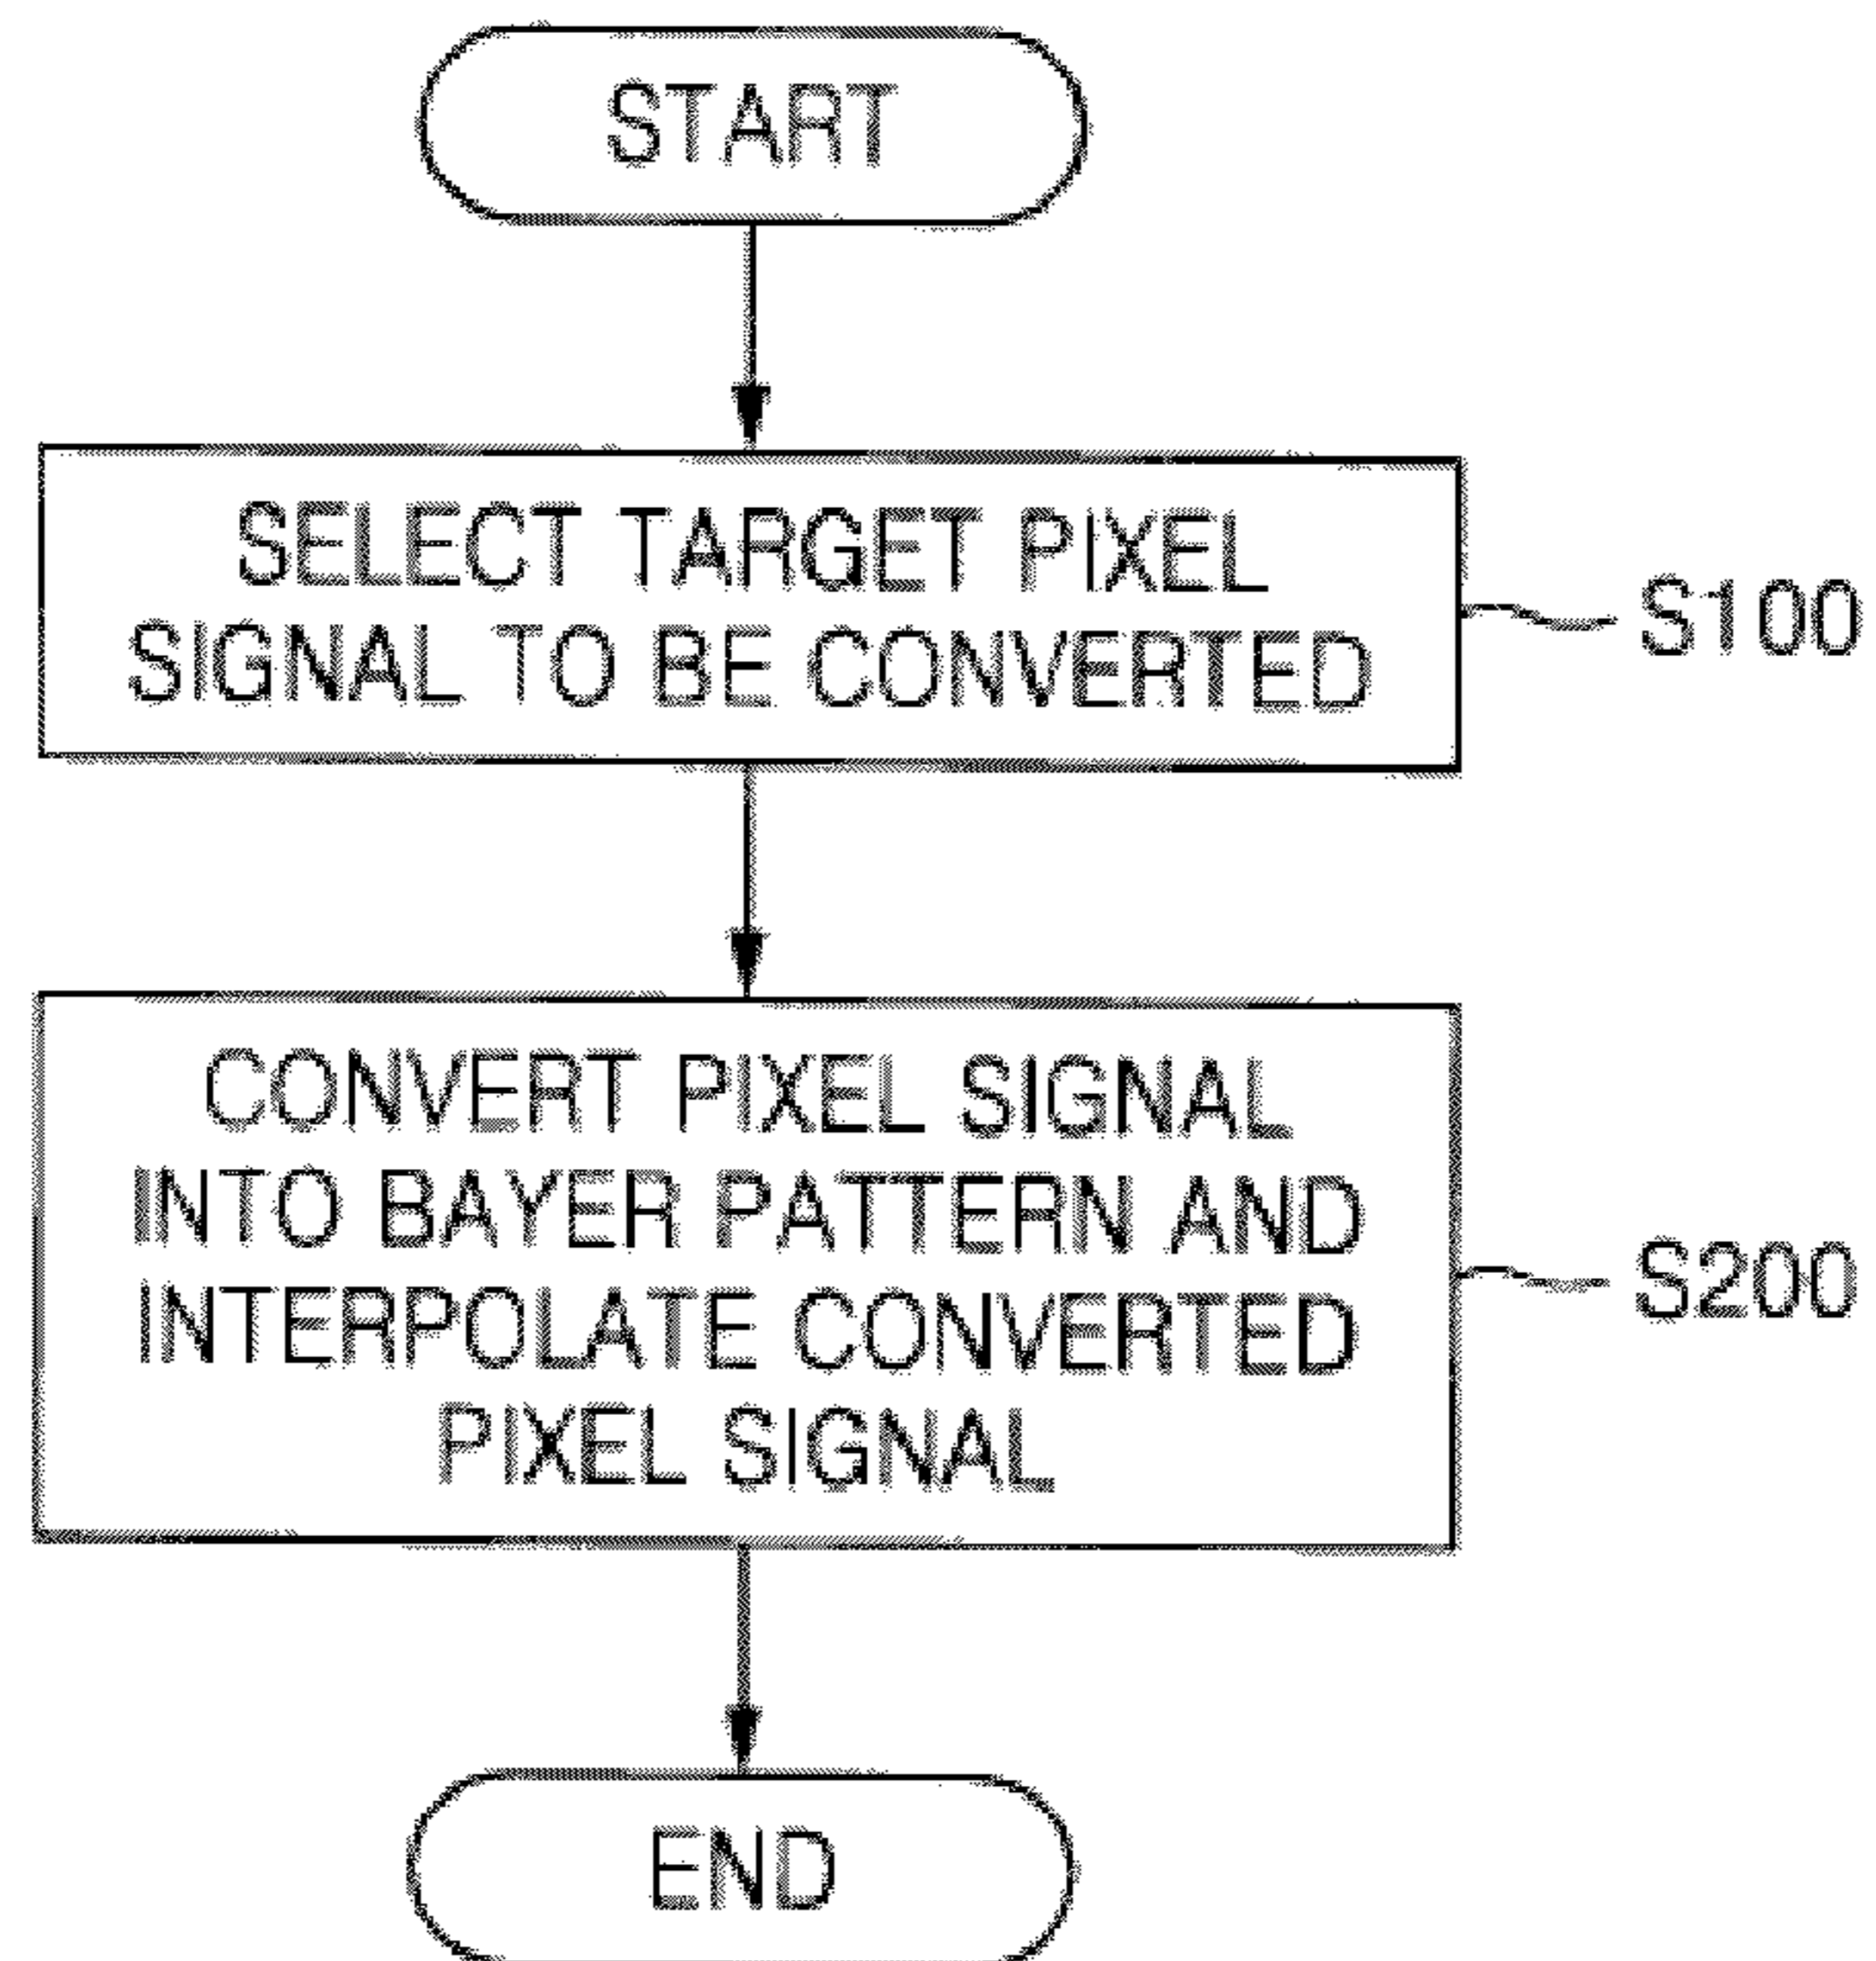 START
SELECT TARGET PIXEL
SIGNAL TO BE CONVERTED
S100
CONVERT PIXEL SIGNAL
INTO BAYER PATTERN AND
INTERPOLATE CONVERTED
PIXEL SIGNAL
S200
END